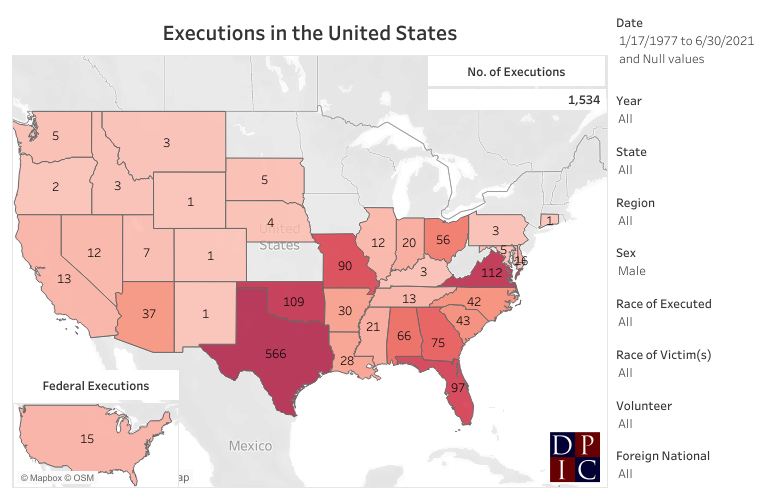 Executions in the United States
No. of Executions
1,534
5
3
2
3
1
5
4
United
States
13
12
7
1
37
1
90
12
20
56
3
3
1
5
16
112
109
30
13
42
43
566
28
21
66
75
97
Federal Executions
15
© Mapbox © OSM
ap
Mexico
D P
I C
Date
1/17/1977 to 6/30/2021
and Null values
Year
All
State
All
Region
All
Sex
Male
Race of Executed
All
Race of Victim(s)
All
Volunteer
All
Foreign National
All